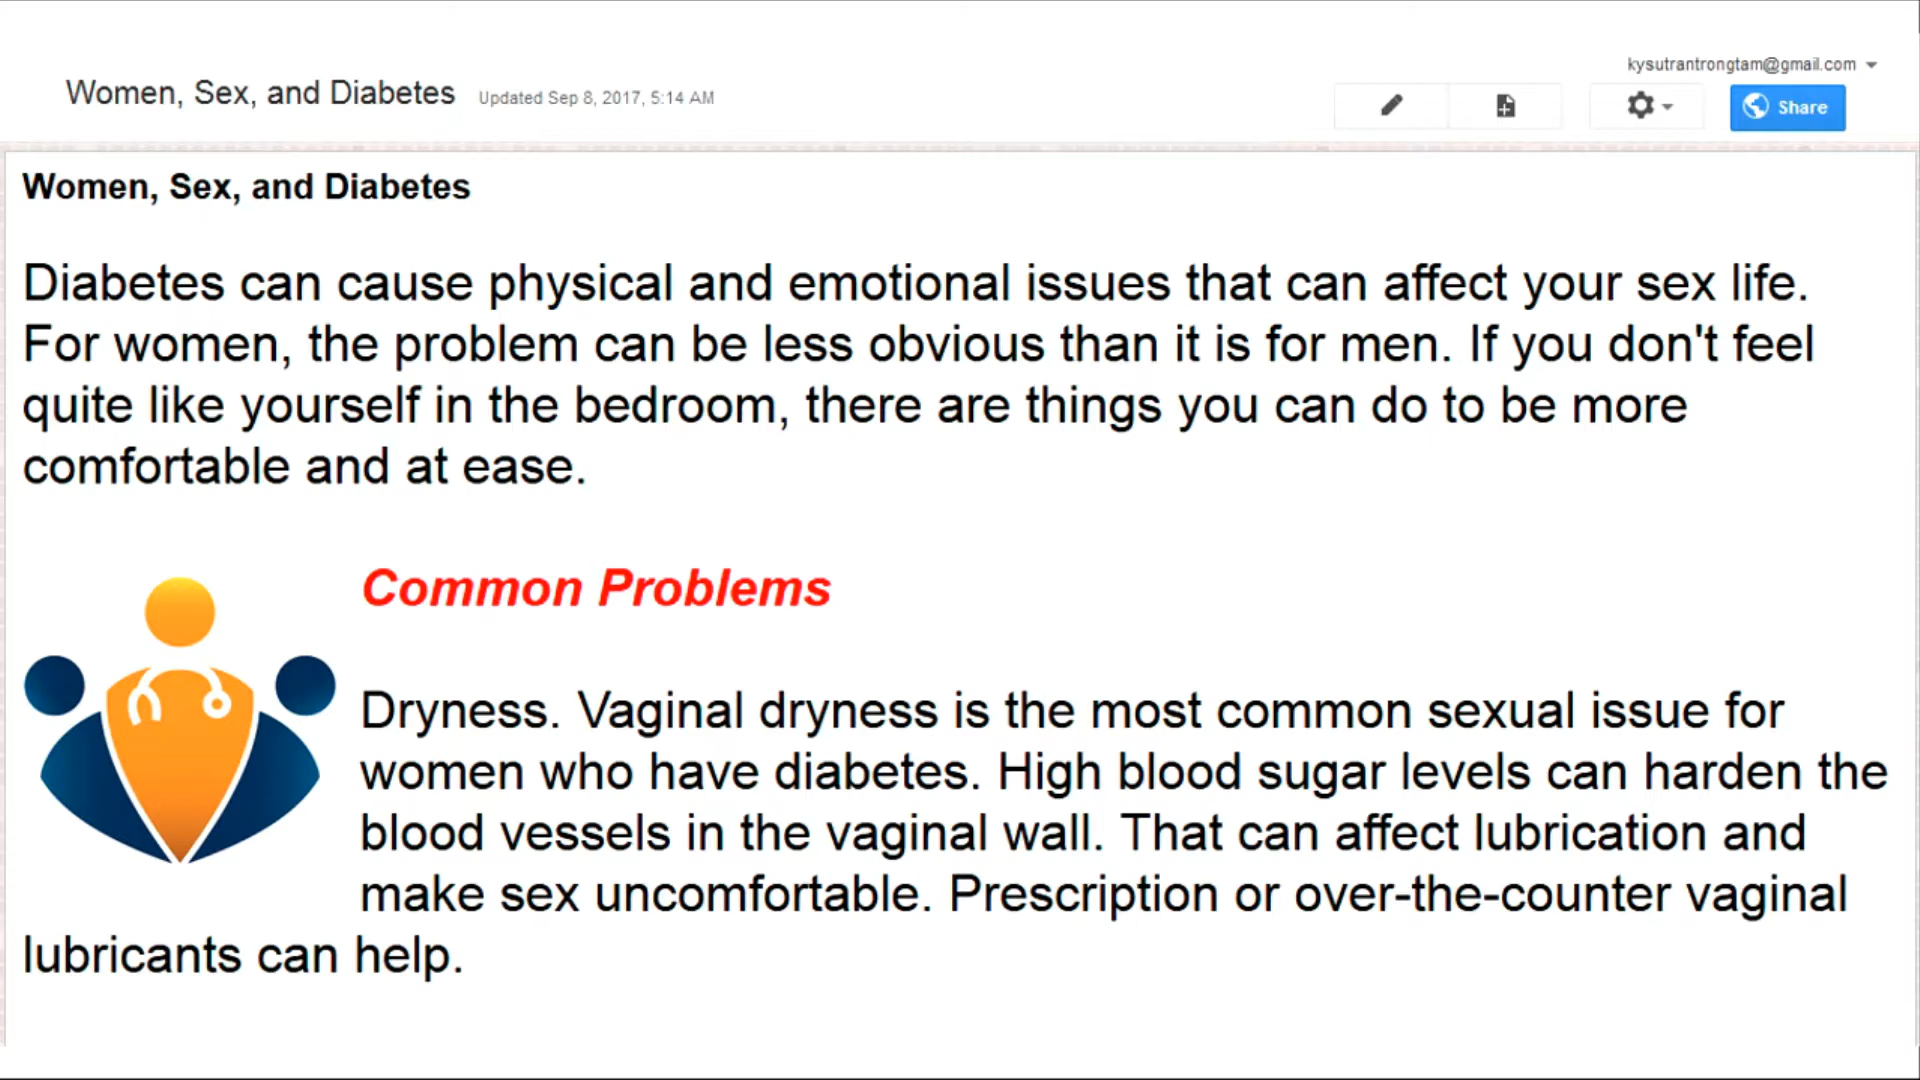 kysutrantrongtam@gmail.com
Women, Sex, and Diabetes Updated Sep 8, 2017, 5:14 AM
Share
Women, Sex, and Diabetes
Diabetes can cause physical and emotional issues that can affect your sex life.
For women, the problem can be less obvious than it is for men. If you don't feel
quite like yourself in the bedroom, there are things you can do to be more
comfortable and at ease.
Common Problems
Dryness. Vaginal dryness is the most common sexual issue for
women who have diabetes. High blood sugar levels can harden the
blood vessels in the vaginal wall. That can affect lubrication and
make sex uncomfortable. Prescription or over-the-counter vaginal
lubricants can help.